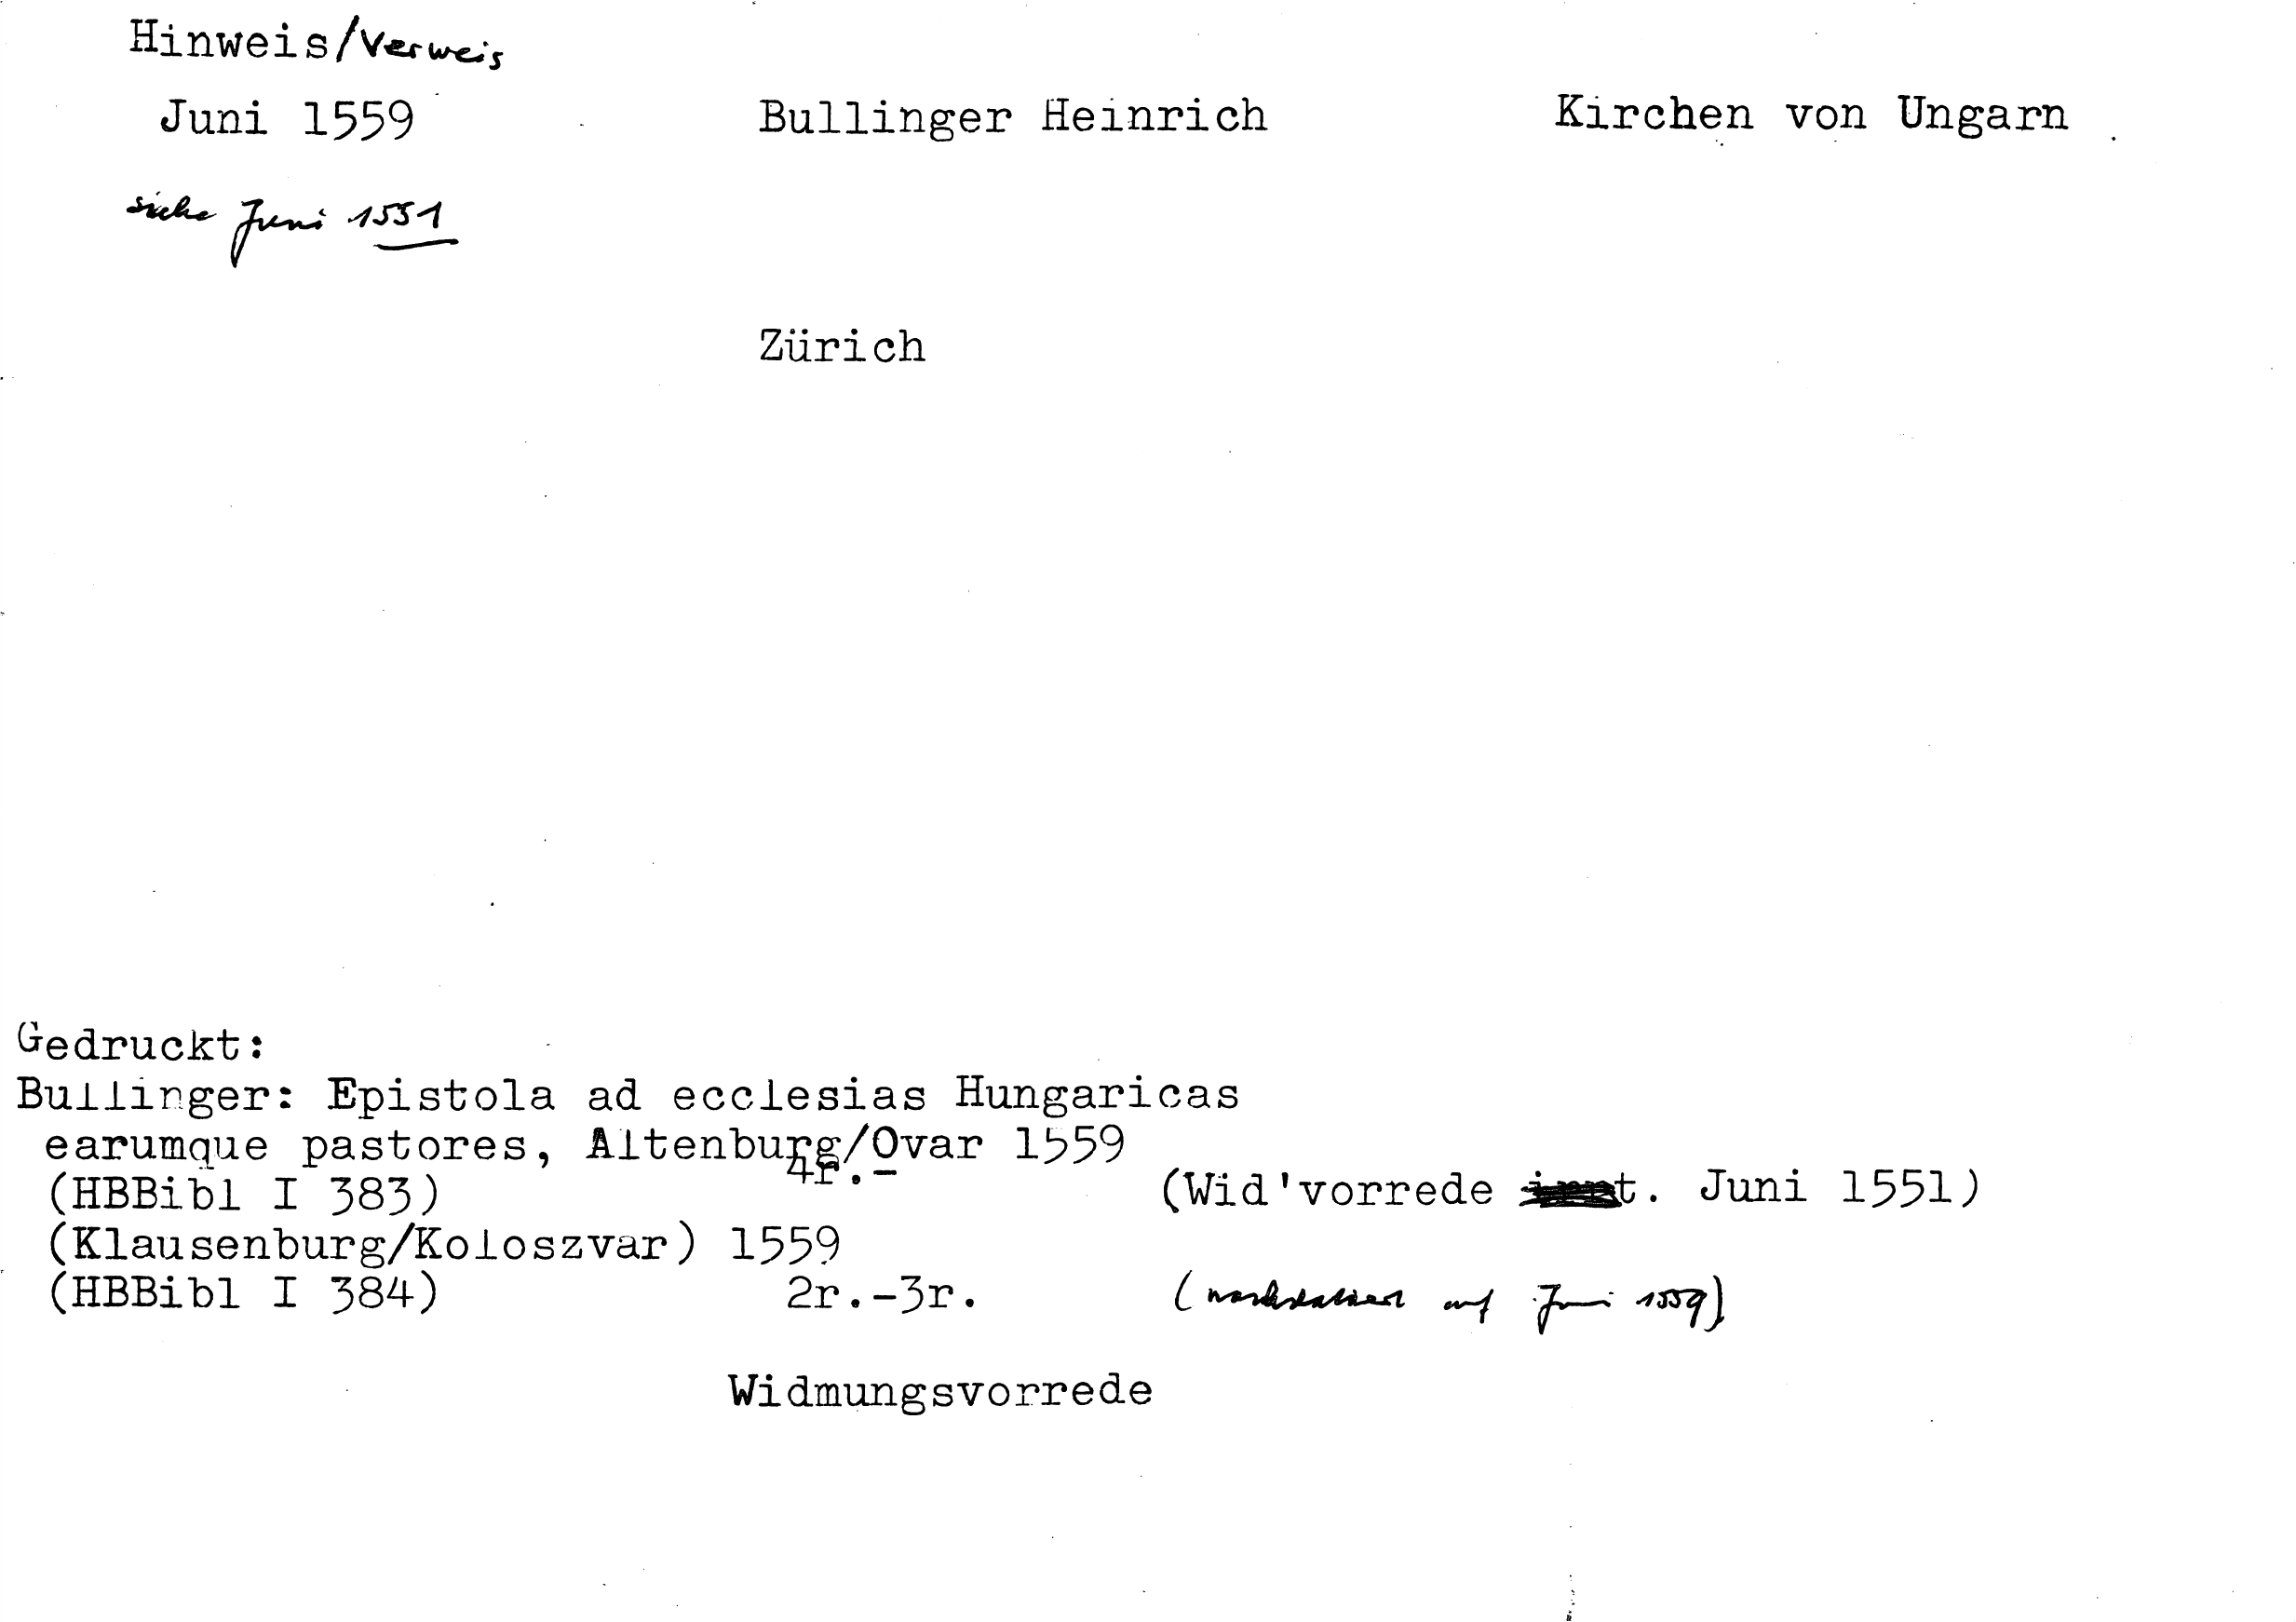 Hinweis/Verweis
Juni 1559 Bullinger Heinrich Kirchen von Ungarn
siehe Juni 1551
Zürich
Gedruckt:
Bullinger: Epistola ad ecclesias Hungaricas
earumque pastores, Altenburg/Ovar 1559
4r.-
(HBBibl I 383) (Wid'vorrede t. Juni 1551)
(Klausenburg/Koloszvar) 1559
(HBBibl I 384) 2r.-3r. (nachdatiert auf Juni 1559)
Widmungsvorrede